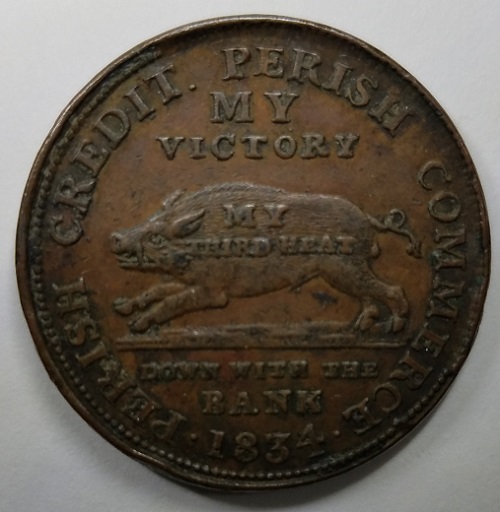 PERISH CREDIT. PERISH COMMERCE
MY
VICTORY
MY
THIRD HEAT
DOWN WITH THE
BANK
· 1834 ·